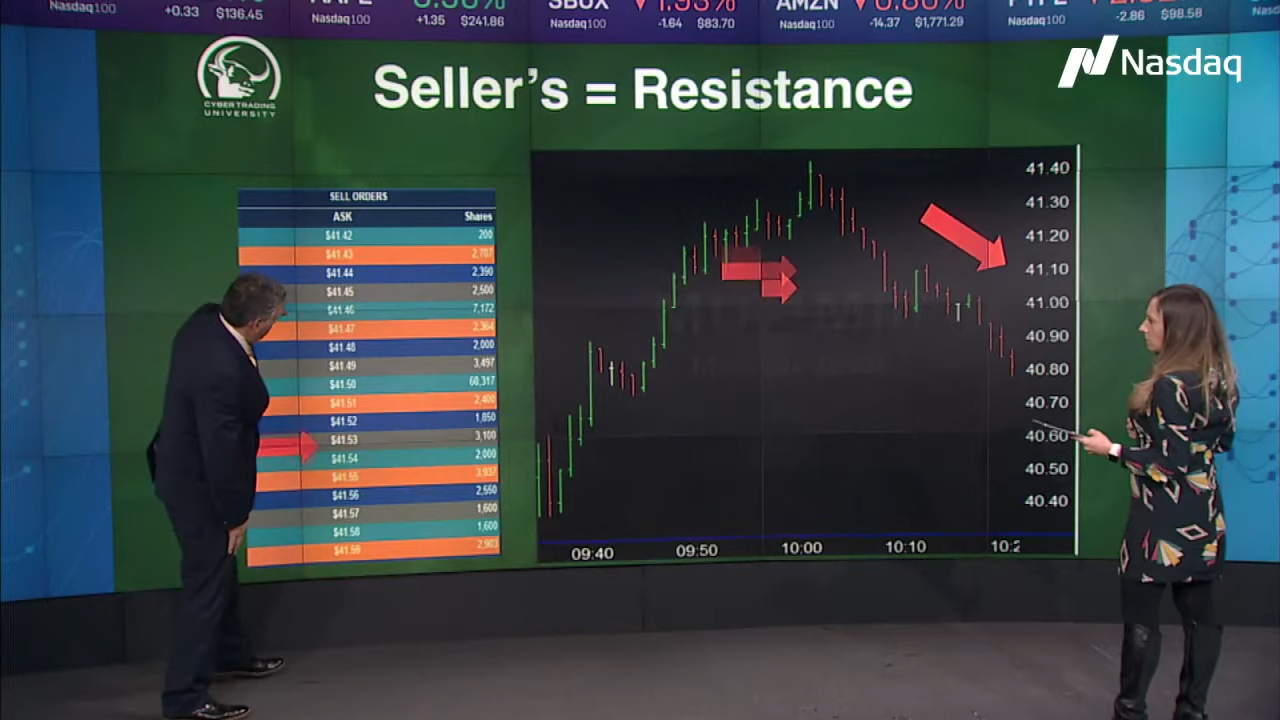 +0.33 $136.45
Nasdaq100
+1.35 $241.86
SBUX ▼1.93%
Nasdaq100
-1.64 $83.70
AMZN
Nasdaq100
-14.37 $1,771.29
Nasdaq100
-2.86 $98.58
Nasdaq
CYBERTRADING
UNIVERSITY
Seller's = Resistance
SELL ORDERS
ASK Shares
$41.42 200
$41.43 2,707
$41.44 2,390
$41.45 2,500
$41.46 7,172
$41.47 2,364
$41.48 2,000
$41.49 3,497
$41.50 60,317
$41.51 2,400
$41.52 1,850
$41.53 3,100
$41.54 2,000
$41.55 3,937
$41.56 2,550
$41.57 1,600
$41.58 1,600
$41.59 2,903
41.40
41.30
41.20
41.10
41.00
40.90
40.80
40.70
40.60
40.50
40.40
09:40 09:50 10:00 10:10 10:2